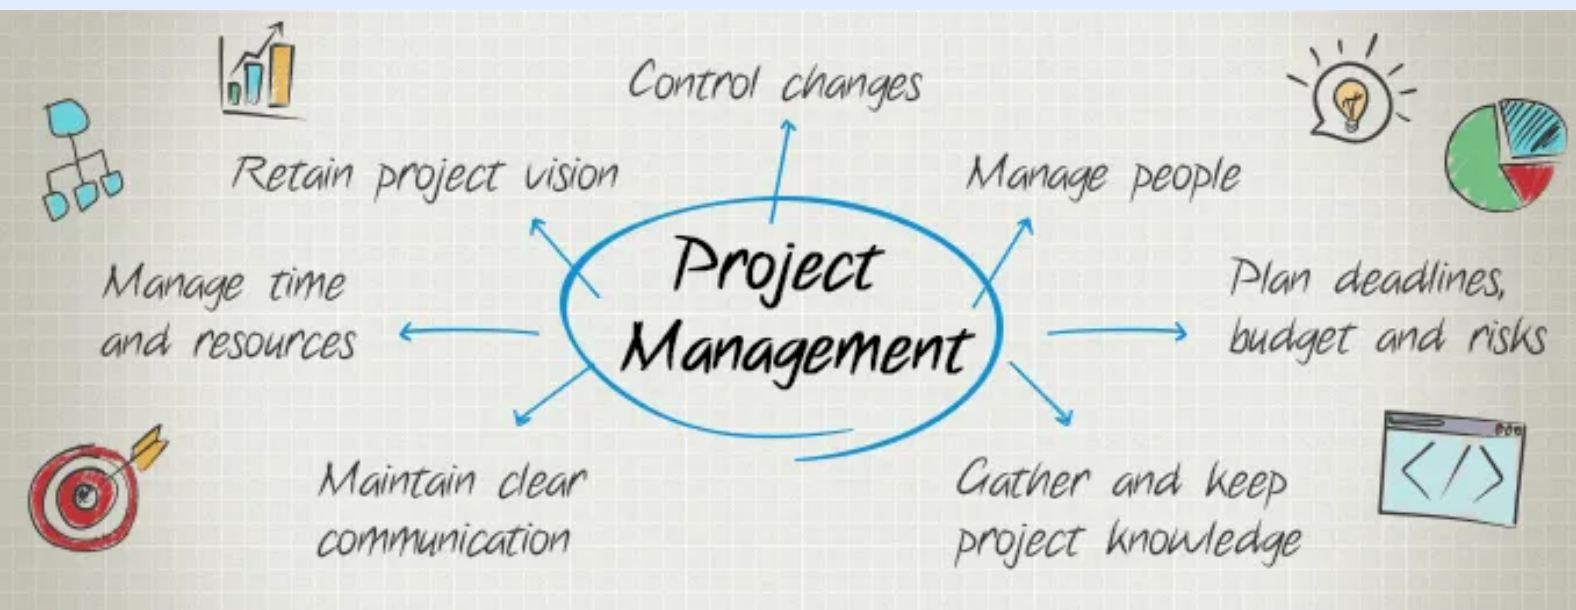 Control changes
Retain project vision
Manage people
Project
Management
Manage time
and resources
Plan deadlines,
budget and risks
Maintain clear
communication
Gather and keep
project knowledge